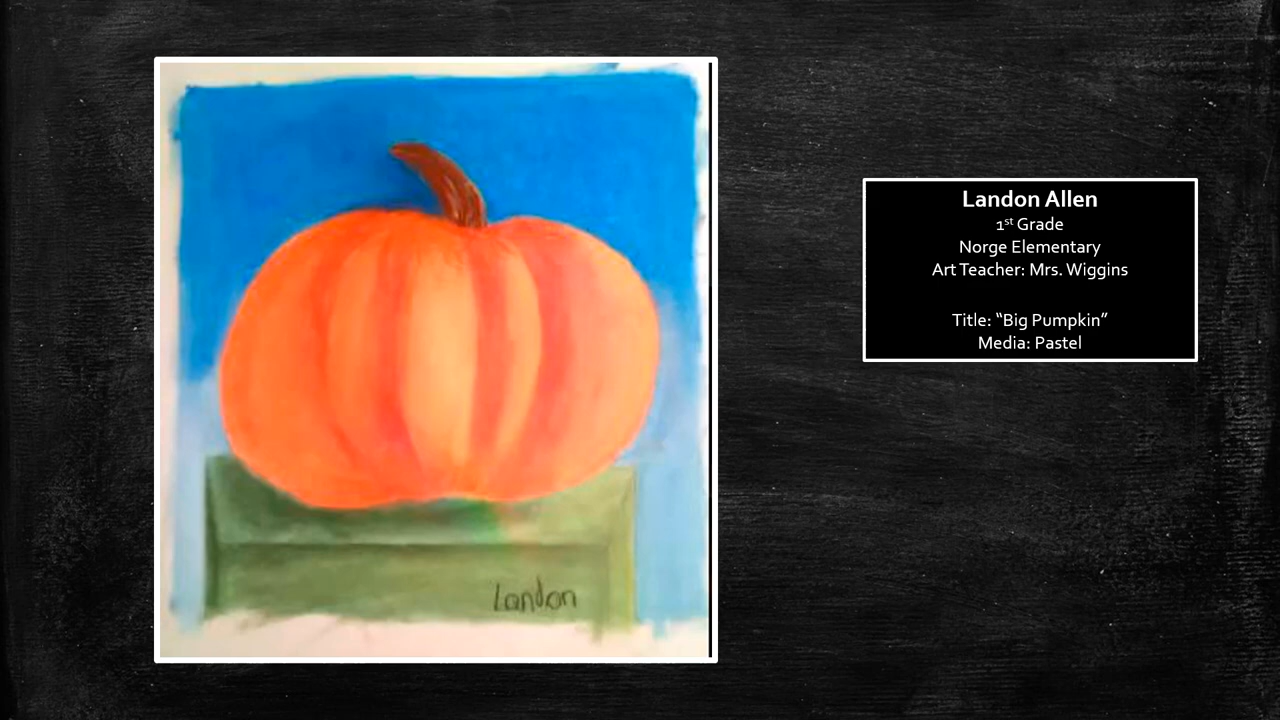 Landon
Landon Allen
1st Grade
Norge Elementary
Art Teacher: Mrs. Wiggins
Title: “Big Pumpkin”
Media: Pastel